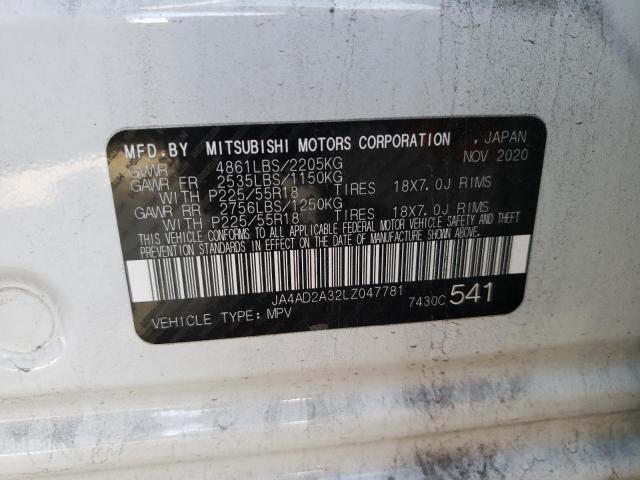 MFD.BY MITSUBISHI MOTORS CORPORATION , JAPAN
GVWR 4861LBS/2205KG NOV 2020
GAWR FR 2535LBS/1150KG
WITH P225/55R18 TIRES 18X7.0J RIMS
GAWR RR 2756LBS/1250KG
WITH P225/55R18 TIRES 18X7.0J RIMS
THIS VEHICLE CONFORMS TO ALL APPLICABLE FEDERAL MOTOR VEHICLE SAFETY AND THEFT
PREVENTION STANDARDS IN EFFECT ON THE DATE OF MANUFACTURE SHOWN ABOVE.
JA4AD2A32LZ047781
VEHICLE TYPE: MPV 7430C 541